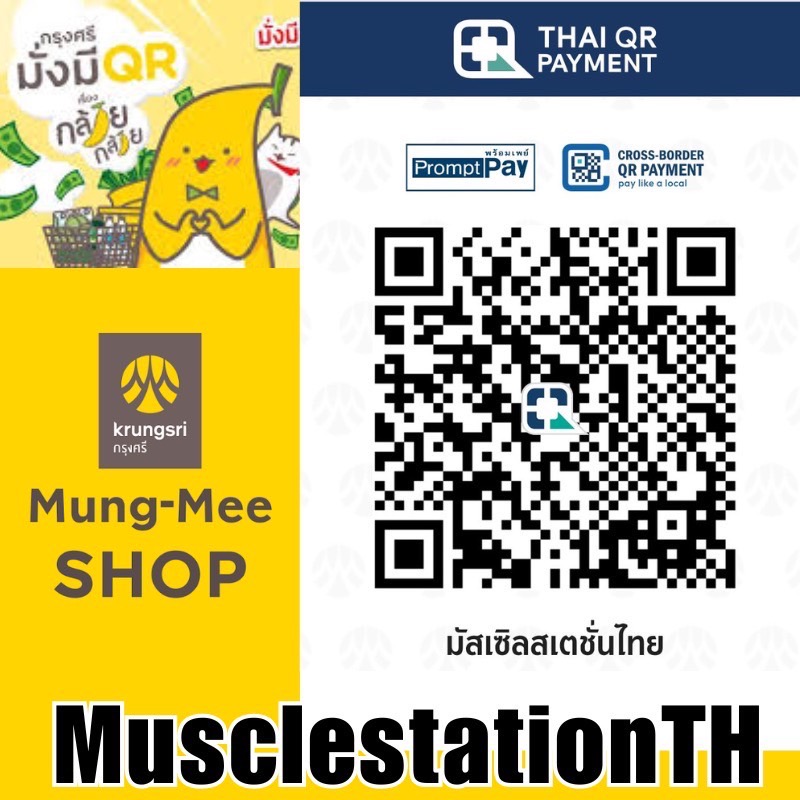 กรุงศรี
มั่งมี QR
เรื่อง
กล้วย
กล้วย
มั่งมี
THAI QR
PAYMENT
พร้อมเพย์
PromptPay
CROSS-BORDER
QR PAYMENT
pay like a local
krungsri
กรุงศรี
Mung-Mee
SHOP
มัสเซิลสเตชั่นไทย
MusclestationTH